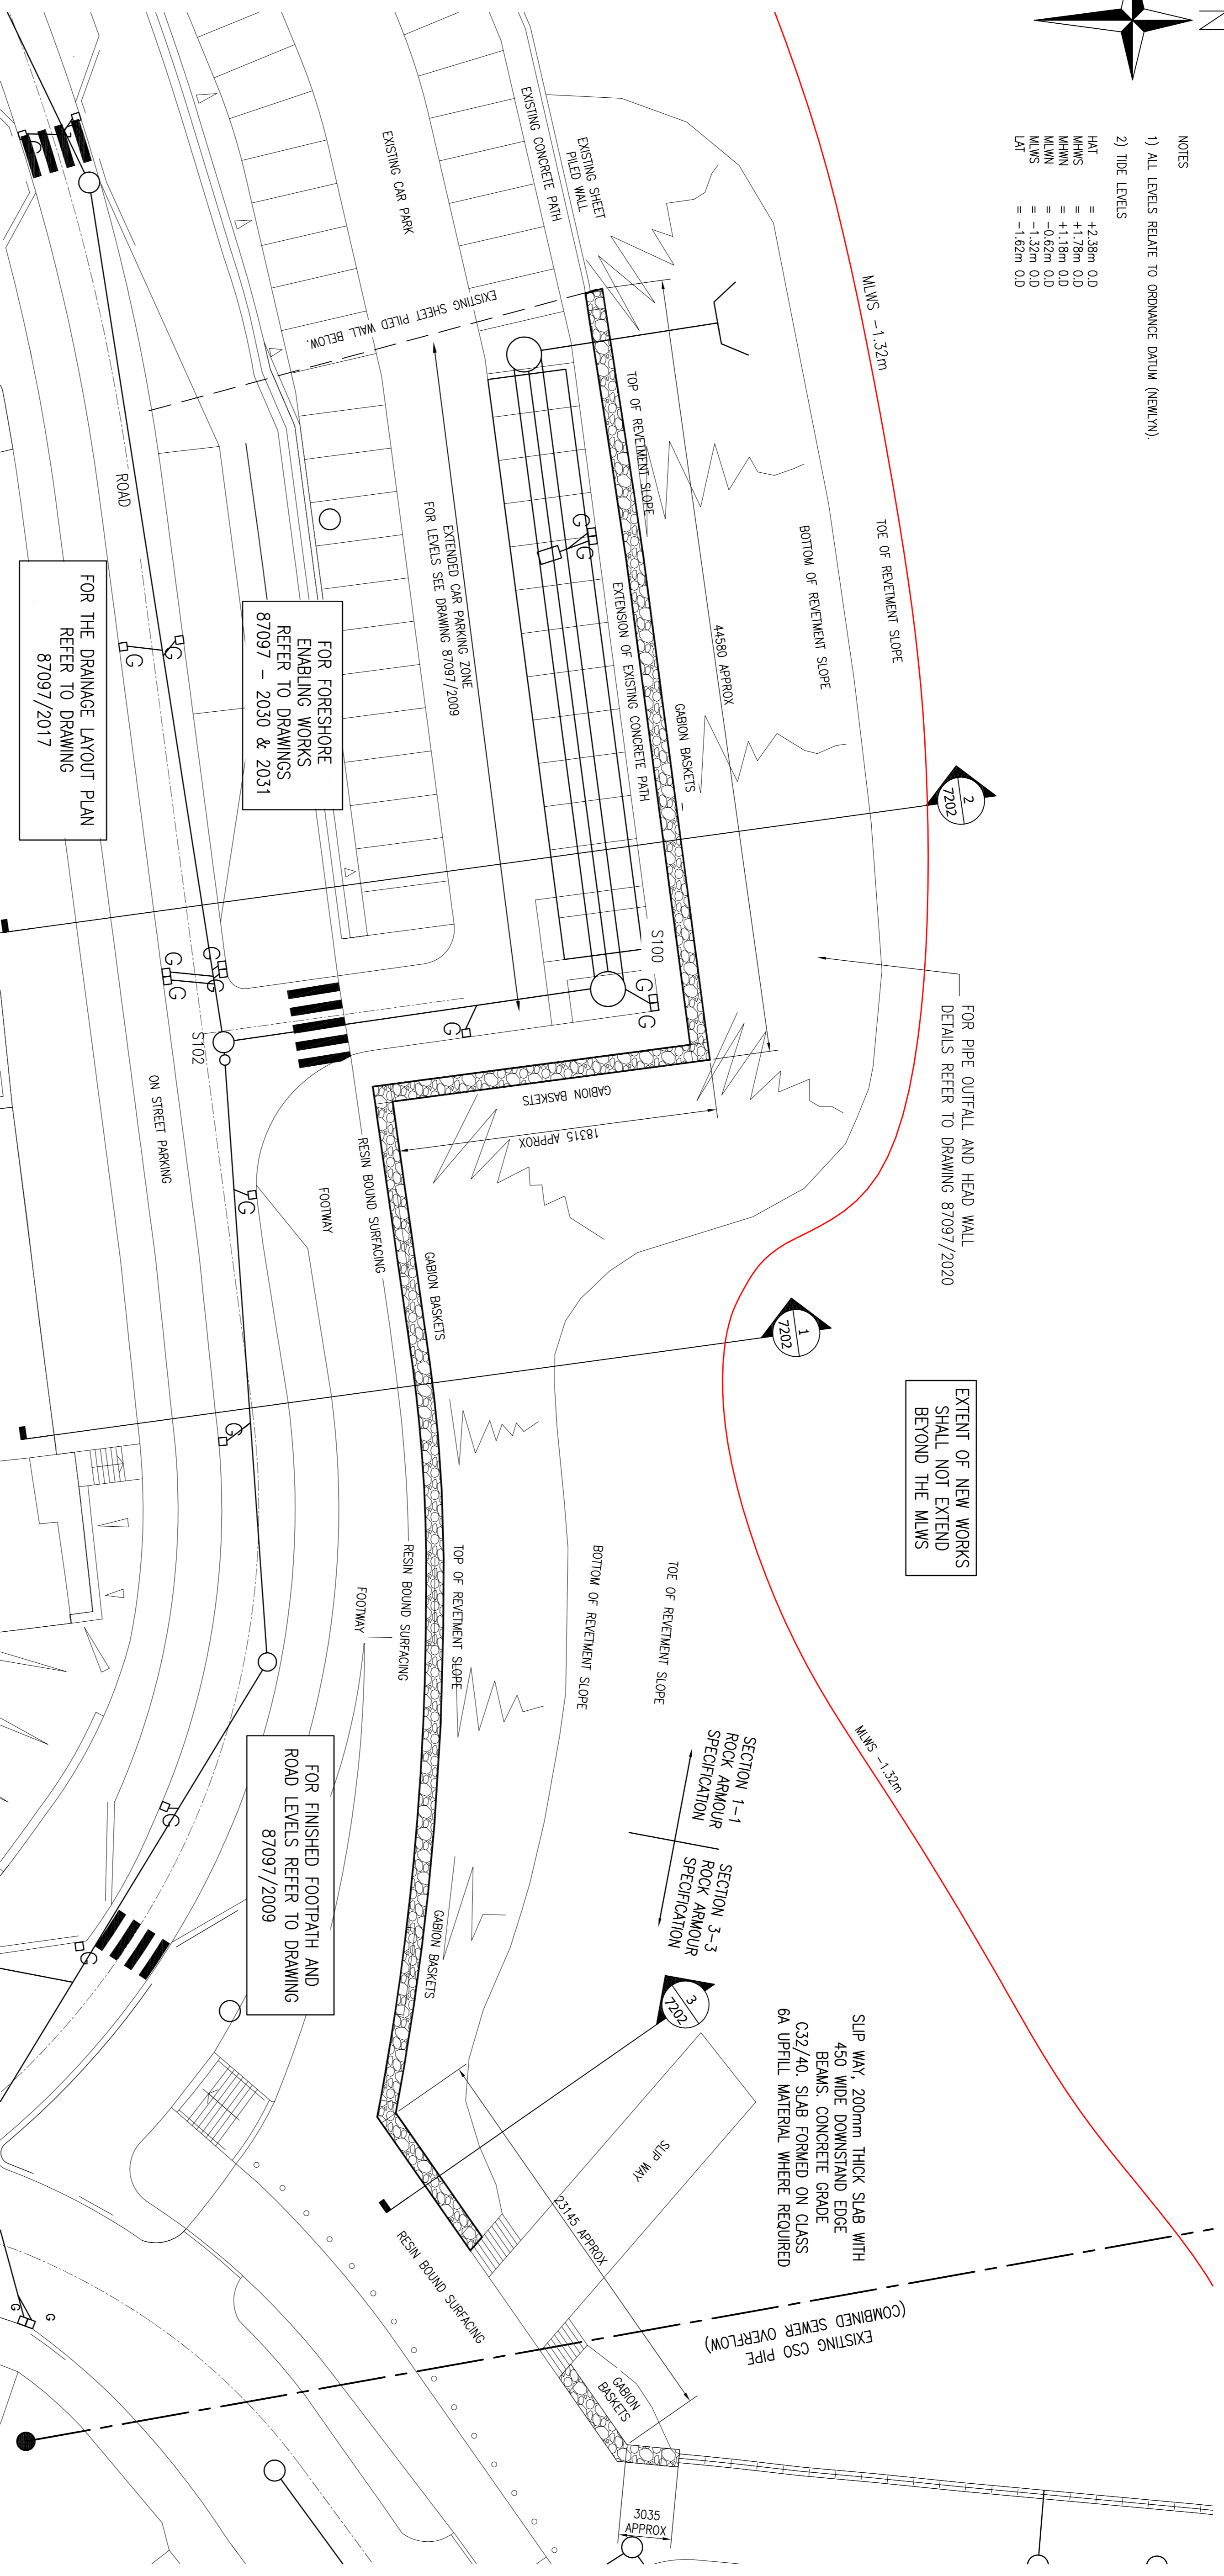 N
NOTES
1) ALL LEVELS RELATE TO ORDNANCE DATUM (NEWLYN).
2) TIDE LEVELS
HAT = +2.38m O.D
MHWS = +1.78m O.D
MHWN = +1.18m O.D
MLWN = -0.62m O.D
MLWS = -1.32m O.D
LAT = -1.62m O.D
MLWS -1.32m
TOE OF REVETMENT SLOPE
BOTTOM OF REVETMENT SLOPE
2
7202
FOR PIPE OUTFALL AND HEAD WALL
DETAILS REFER TO DRAWING 87097/2020
EXTENT OF NEW WORKS
SHALL NOT EXTEND
BEYOND THE MLWS
1
7202
MLWS -1.32m
EXISTING SHEET
PILED WALL
EXISTING CONCRETE PATH
EXISTING CAR PARK
EXISTING SHEET PILED WALL BELOW.
TOP OF REVETMENT SLOPE
44580 APPROX
GABION BASKETS
EXTENSION OF EXISTING CONCRETE PATH
G
G
EXTENDED CAR PARKING ZONE
FOR LEVELS SEE DRAWING 87097/2009
S100
G
G
G
GABION BASKETS
18315 APPROX
RESIN BOUND SURFACING
GABION BASKETS
FOOTWAY
FOR FORESHORE
ENABLING WORKS
REFER TO DRAWINGS
87097 - 2030 & 2031
FOR THE DRAINAGE LAYOUT PLAN
REFER TO DRAWING
87097/2017
ROAD
G
G
G
G
G
G
G
G
S102
ON STREET PARKING
G
G
TOE OF REVETMENT SLOPE
BOTTOM OF REVETMENT SLOPE
TOP OF REVETMENT SLOPE
RESIN BOUND SURFACING
FOOTWAY
SECTION 1-1
ROCK ARMOUR
SPECIFICATION
SECTION 3-3
ROCK ARMOUR
SPECIFICATION
3
7202
GABION BASKETS
FOR FINISHED FOOTPATH AND
ROAD LEVELS REFER TO DRAWING
87097/2009
G
G
SLIP WAY, 200mm THICK SLAB WITH
450 WIDE DOWNSTAND EDGE
BEAMS. CONCRETE GRADE
C32/40. SLAB FORMED ON CLASS
6A UPFILL MATERIAL WHERE REQUIRED
SLIP WAY
23145 APPROX
RESIN BOUND SURFACING
EXISTING CSO PIPE
(COMBINED SEWER OVERFLOW)
GABION
BASKETS
3035
APPROX
G
G